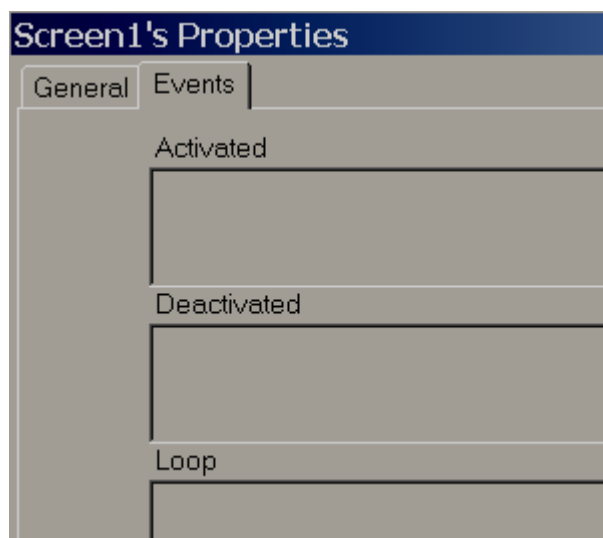 Screen1's Properties
General Events
Activated
Deactivated
Loop